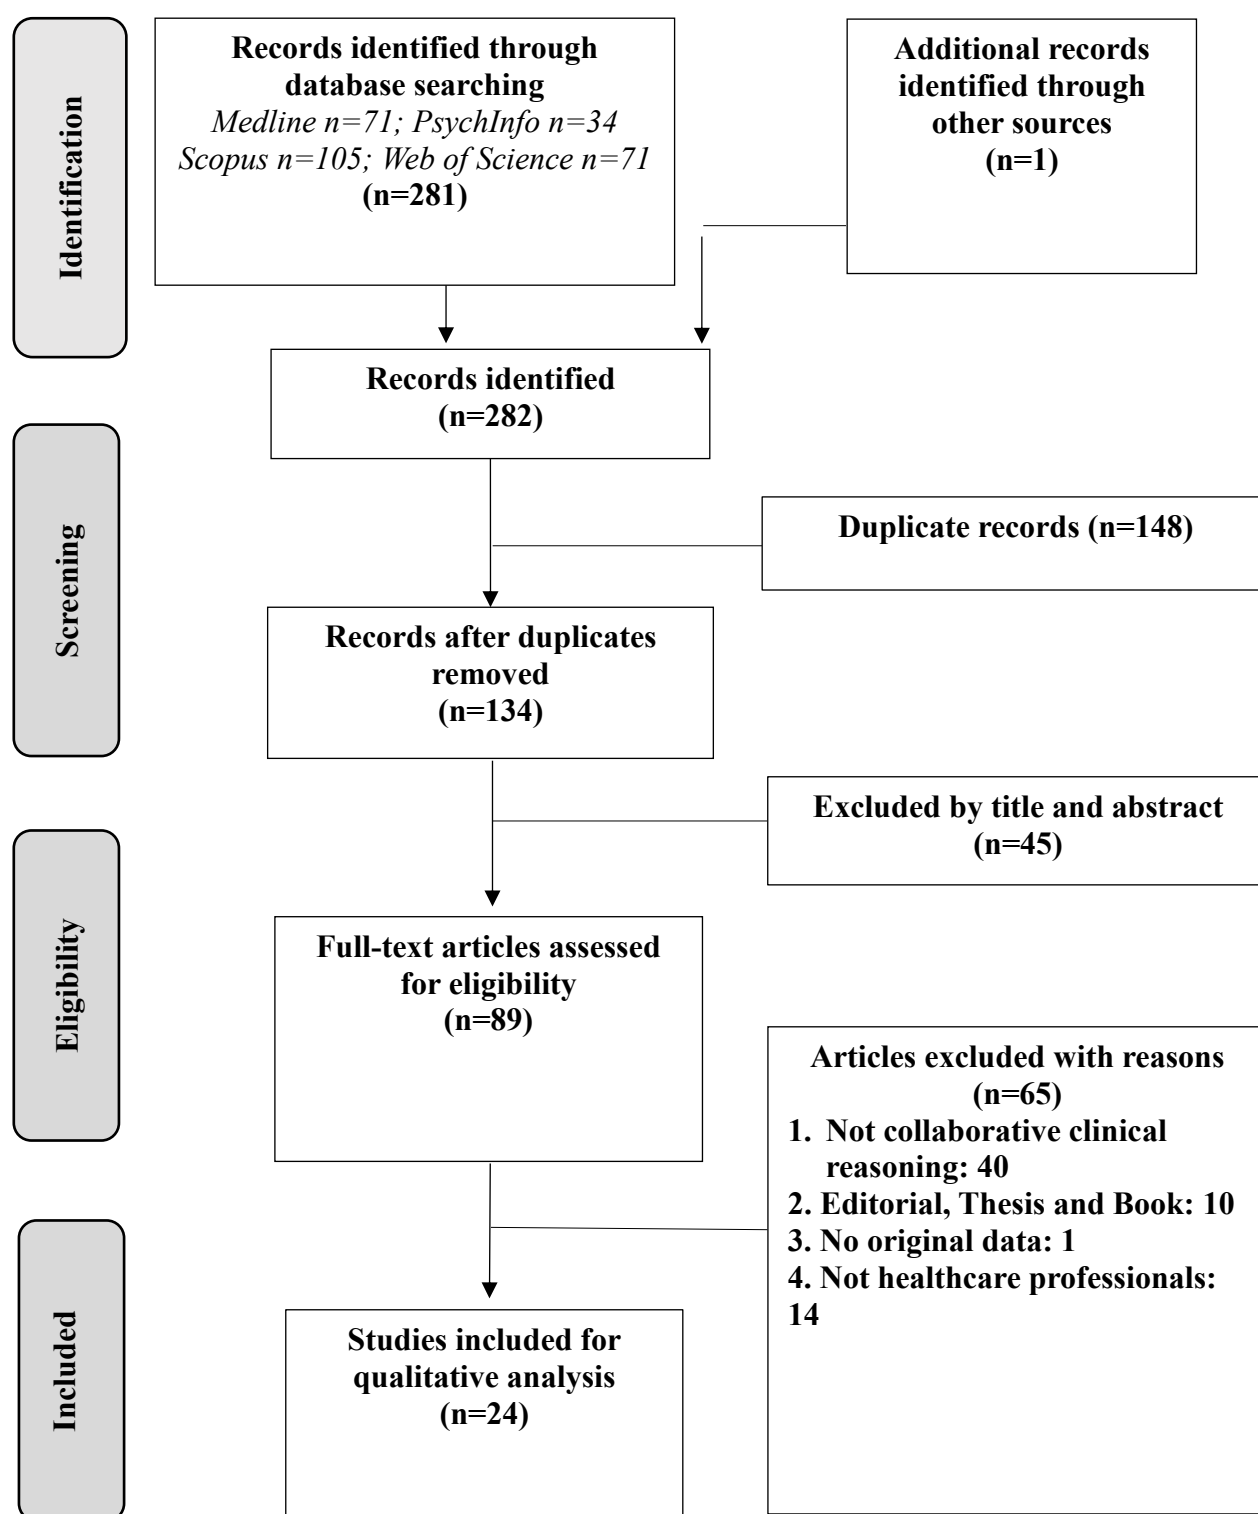 Identification
Records identified through
database searching
Medline n=71; PsychInfo n=34
Scopus n=105; Web of Science n=71
(n=281)
Additional records
identified through
other sources
(n=1)
Records identified
(n=282)
Screening
Duplicate records (n=148)
Records after duplicates
removed
(n=134)
Excluded by title and abstract
(n=45)
Eligibility
Full-text articles assessed
for eligibility
(n=89)
Articles excluded with reasons
(n=65)
1. Not collaborative clinical
reasoning: 40
2. Editorial, Thesis and Book: 10
3. No original data: 1
4. Not healthcare professionals:
14
Included
Studies included for
qualitative analysis
(n=24)